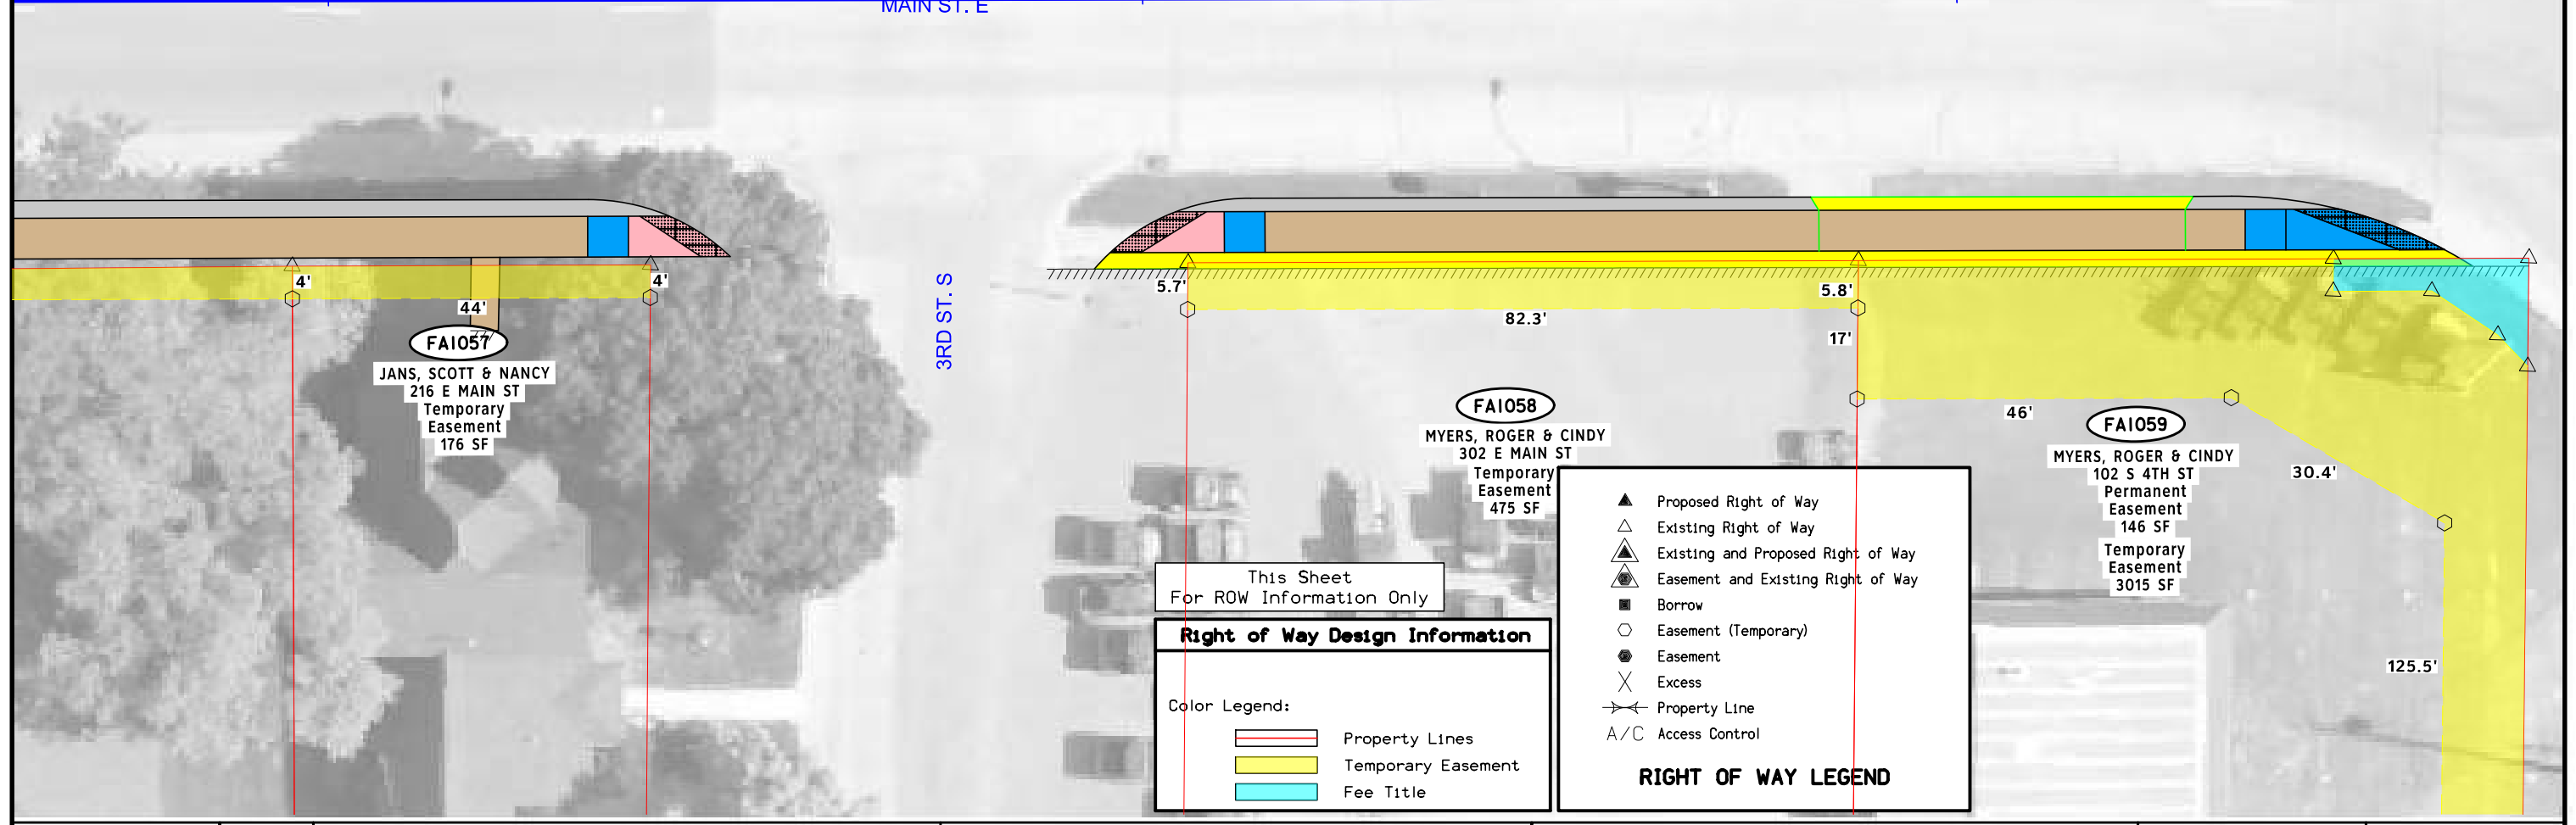 MAIN ST. E
3RD ST. S
4'
4'
44'
FA1057
JANS, SCOTT & NANCY
216 E MAIN ST
Temporary
Easement
176 SF
5.7'
82.3'
5.8'
17'
FA1058
MYERS, ROGER & CINDY
302 E MAIN ST
Temporary
Easement
475 SF
46'
30.4'
125.5'
FA1059
MYERS, ROGER & CINDY
102 S 4TH ST
Permanent
Easement
146 SF
Temporary
Easement
3015 SF
This Sheet
For ROW Information Only
Right of Way Design Information
Color Legend:
Property Lines
Temporary Easement
Fee Title
Proposed Right of Way
Existing Right of Way
Existing and Proposed Right of Way
Easement and Existing Right of Way
Borrow
Easement (Temporary)
Easement
Excess
Property Line
A/C Access Control
RIGHT OF WAY LEGEND